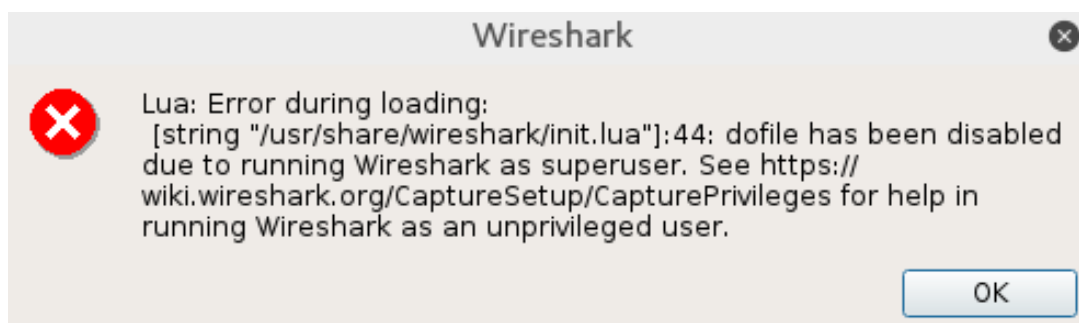 Wireshark
Lua: Error during loading:
[string "/usr/share/wireshark/init.lua"]:44: dofile has been disabled
due to running Wireshark as superuser. See https://
wiki.wireshark.org/CaptureSetup/CapturePrivileges for help in
running Wireshark as an unprivileged user.
OK